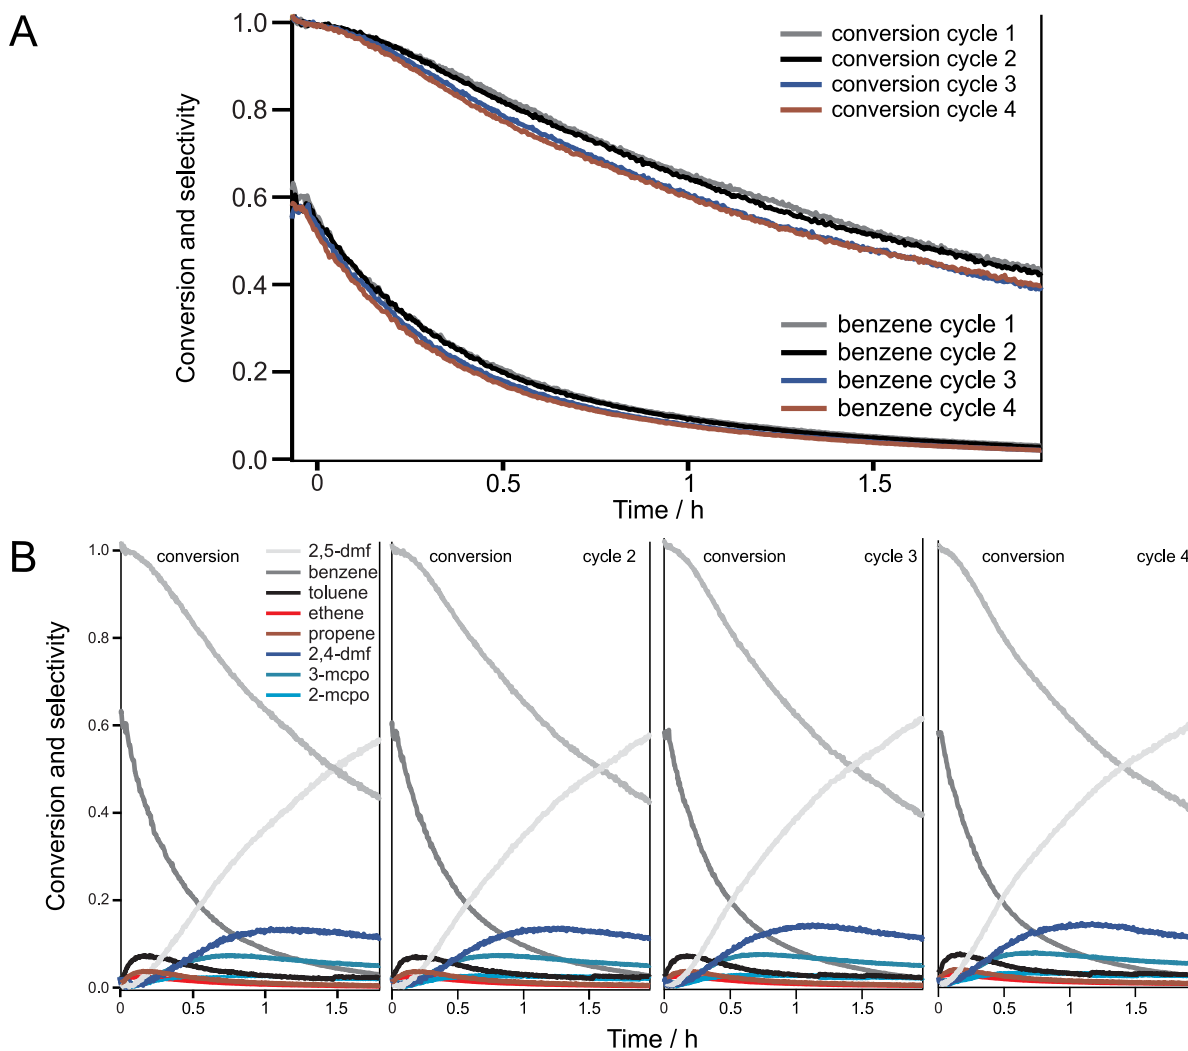 A
Conversion and selectivity
1.0
0.8
0.6
0.4
0.2
0.0
conversion cycle 1
conversion cycle 2
conversion cycle 3
conversion cycle 4
benzene cycle 1
benzene cycle 2
benzene cycle 3
benzene cycle 4
0 0.5 1 1.5
Time / h
B
Conversion and selectivity
1.0
0.8
0.6
0.4
0.2
0.0
conversion
2,5-dmf
benzene
toluene
ethene
propene
2,4-dmf
3-mcpo
2-mcpo
conversion cycle 2
conversion cycle 3
conversion cycle 4
0 0.5 1 1.5 0 0.5 1 1.5 0 0.5 1 1.5 0 0.5 1 1.5
Time / h